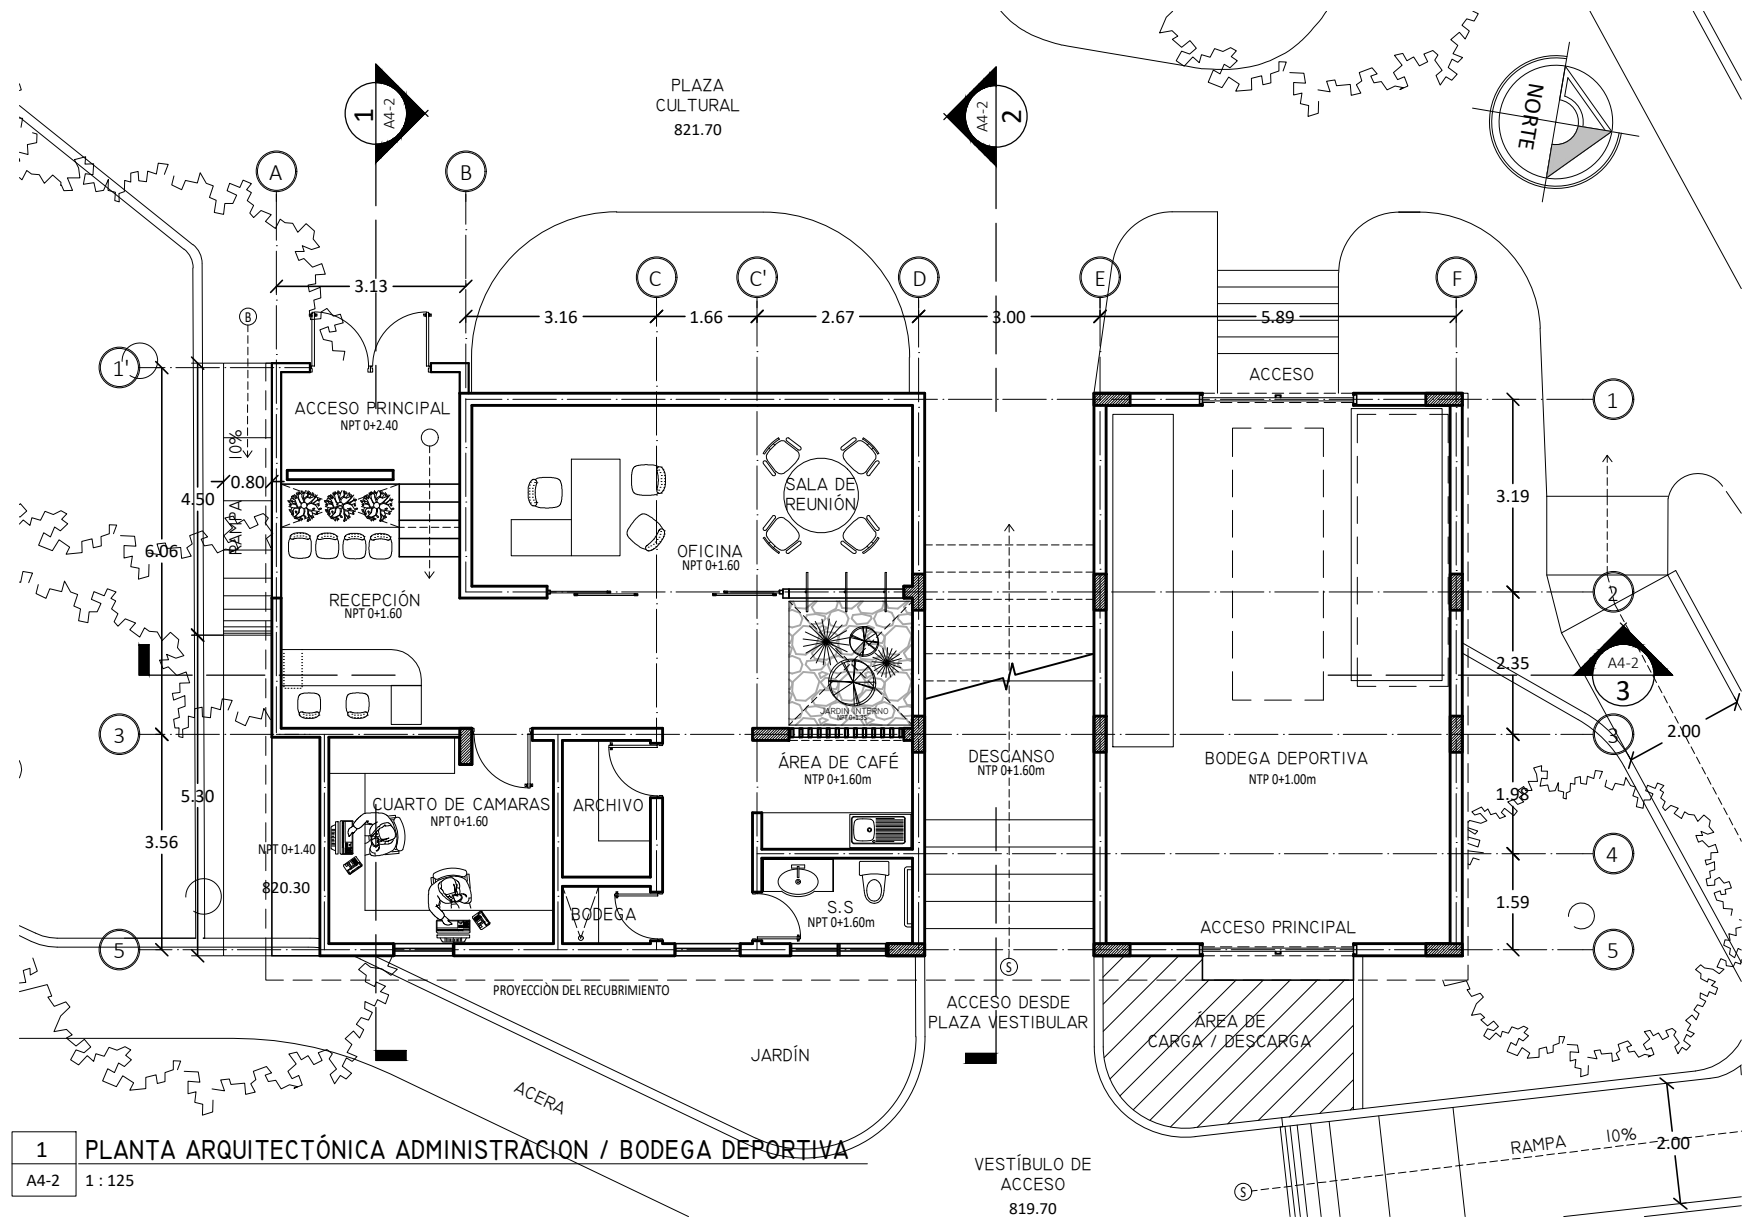 PLAZA
CULTURAL
821.70
NORTE
1
A4-2
A4-2
2
A
B
C
C'
D
E
F
3.13
3.16
1.66
2.67
3.00
5.89
B
1'
1
ACCESO
ACCESO PRINCIPAL
NPT 0+2.40
10%
RAMPA
0.80
4.50
6.06
SALA DE
REUNIÓN
3.19
OFICINA
NPT 0+1.60
RECEPCIÓN
NPT 0+1.60
2
A4-2
3
2.35
JARDIN INTERNO
NPT 0+1.35
3
3
2.00
ÁREA DE CAFÉ
NTP 0+1.60m
DESCANSO
NTP 0+1.60m
BODEGA DEPORTIVA
NTP 0+1.00m
5.30
CUARTO DE CAMARAS
NPT 0+1.60
ARCHIVO
1.98
3.56
NPT 0+1.40
820.30
4
BODEGA
S.S
NPT 0+1.60m
1.59
ACCESO PRINCIPAL
5
5
S
PROYECCIÒN DEL RECUBRIMIENTO
ACCESO DESDE
PLAZA VESTIBULAR
ÁREA DE
CARGA / DESCARGA
JARDÍN
ACERA
RAMPA 10%
2.00
1
PLANTA ARQUITECTÓNICA ADMINISTRACION / BODEGA DEPORTIVA
A4-2
1 : 125
VESTÍBULO DE
ACCESO
819.70
S